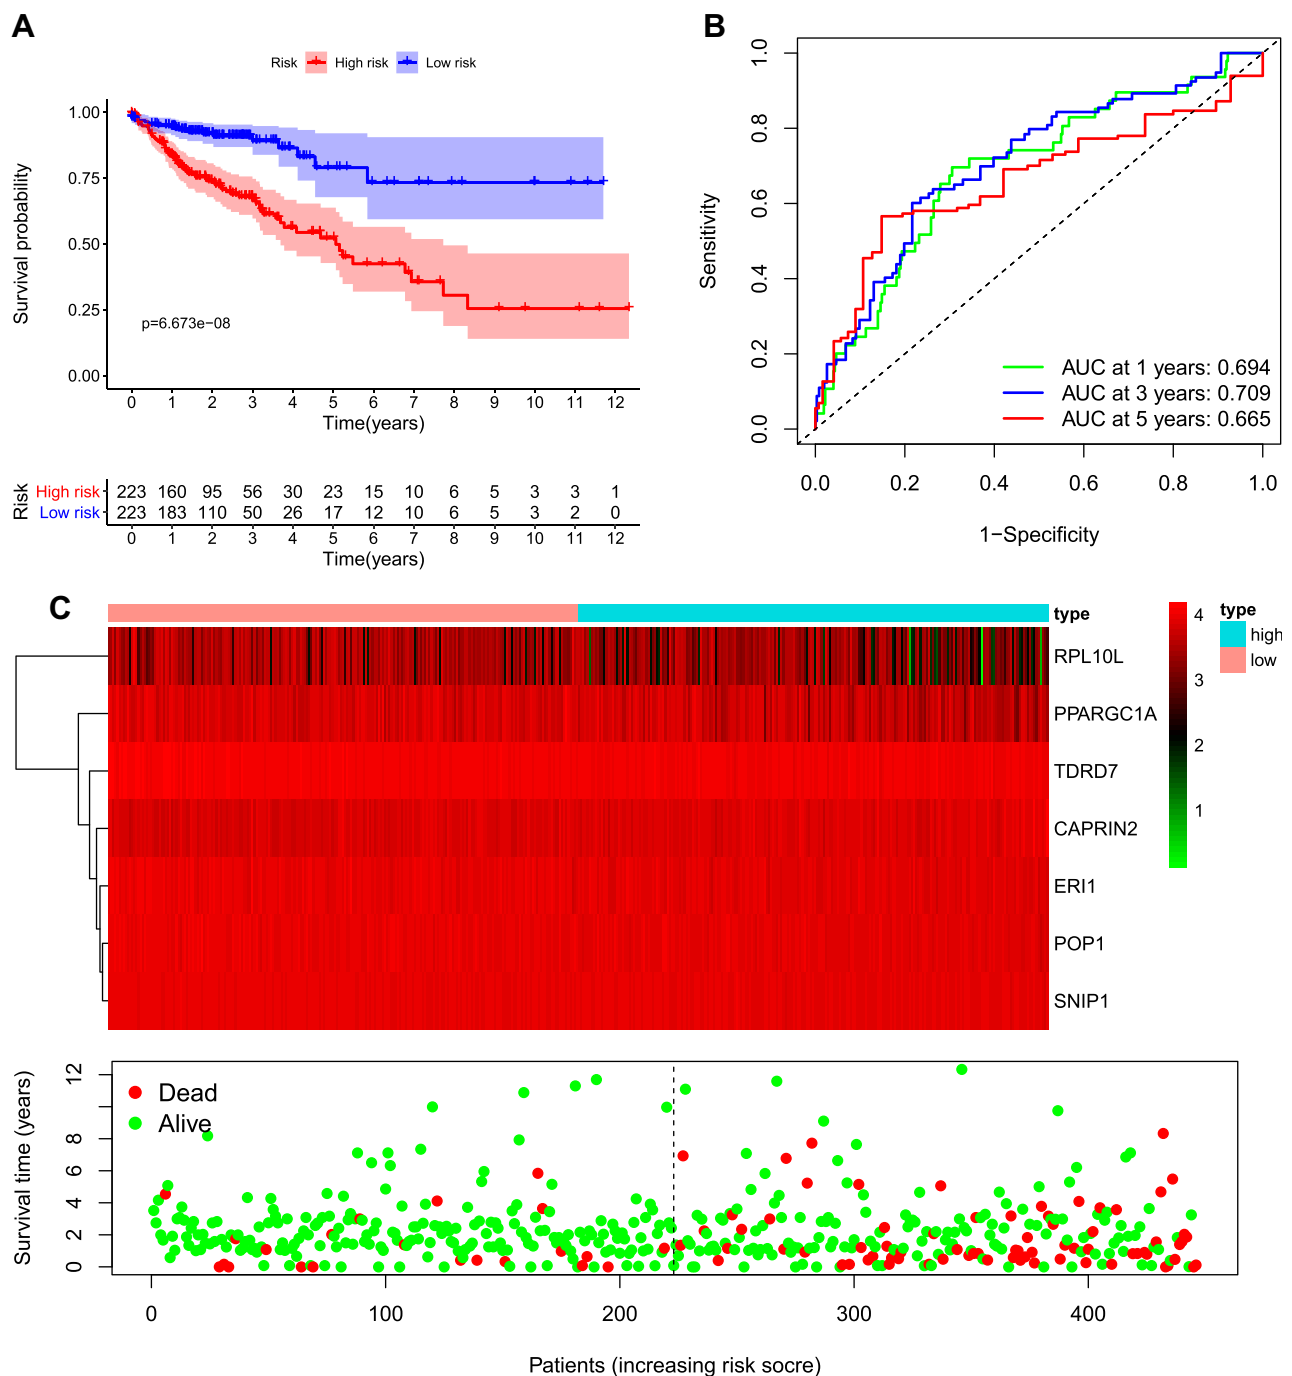 A
Risk High risk Low risk
1.00
0.75
0.50
0.25
0.00
Survival probability
p=6.673e−08
0 1 2 3 4 5 6 7 8 9 10 11 12
Time(years)
Risk
High risk 223 160 95 56 30 23 15 10 6 5 3 3 1
Low risk 223 183 110 50 26 17 12 10 6 5 3 2 0
0 1 2 3 4 5 6 7 8 9 10 11 12
Time(years)
B
1.0
0.8
0.6
0.4
0.2
0.0
Sensitivity
AUC at 1 years: 0.694
AUC at 3 years: 0.709
AUC at 5 years: 0.665
0.0 0.2 0.4 0.6 0.8 1.0
1−Specificity
C
type
RPL10L
PPARGC1A
TDRD7
CAPRIN2
ERI1
POP1
SNIP1
4
3
2
1
type
high
low
Survival time (years)
12
8
6
4
2
0
Dead
Alive
0 100 200 300 400
Patients (increasing risk socre)